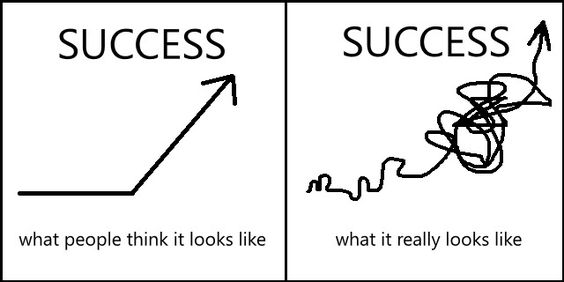 SUCCESS
what people think it looks like
SUCCESS
what it really looks like